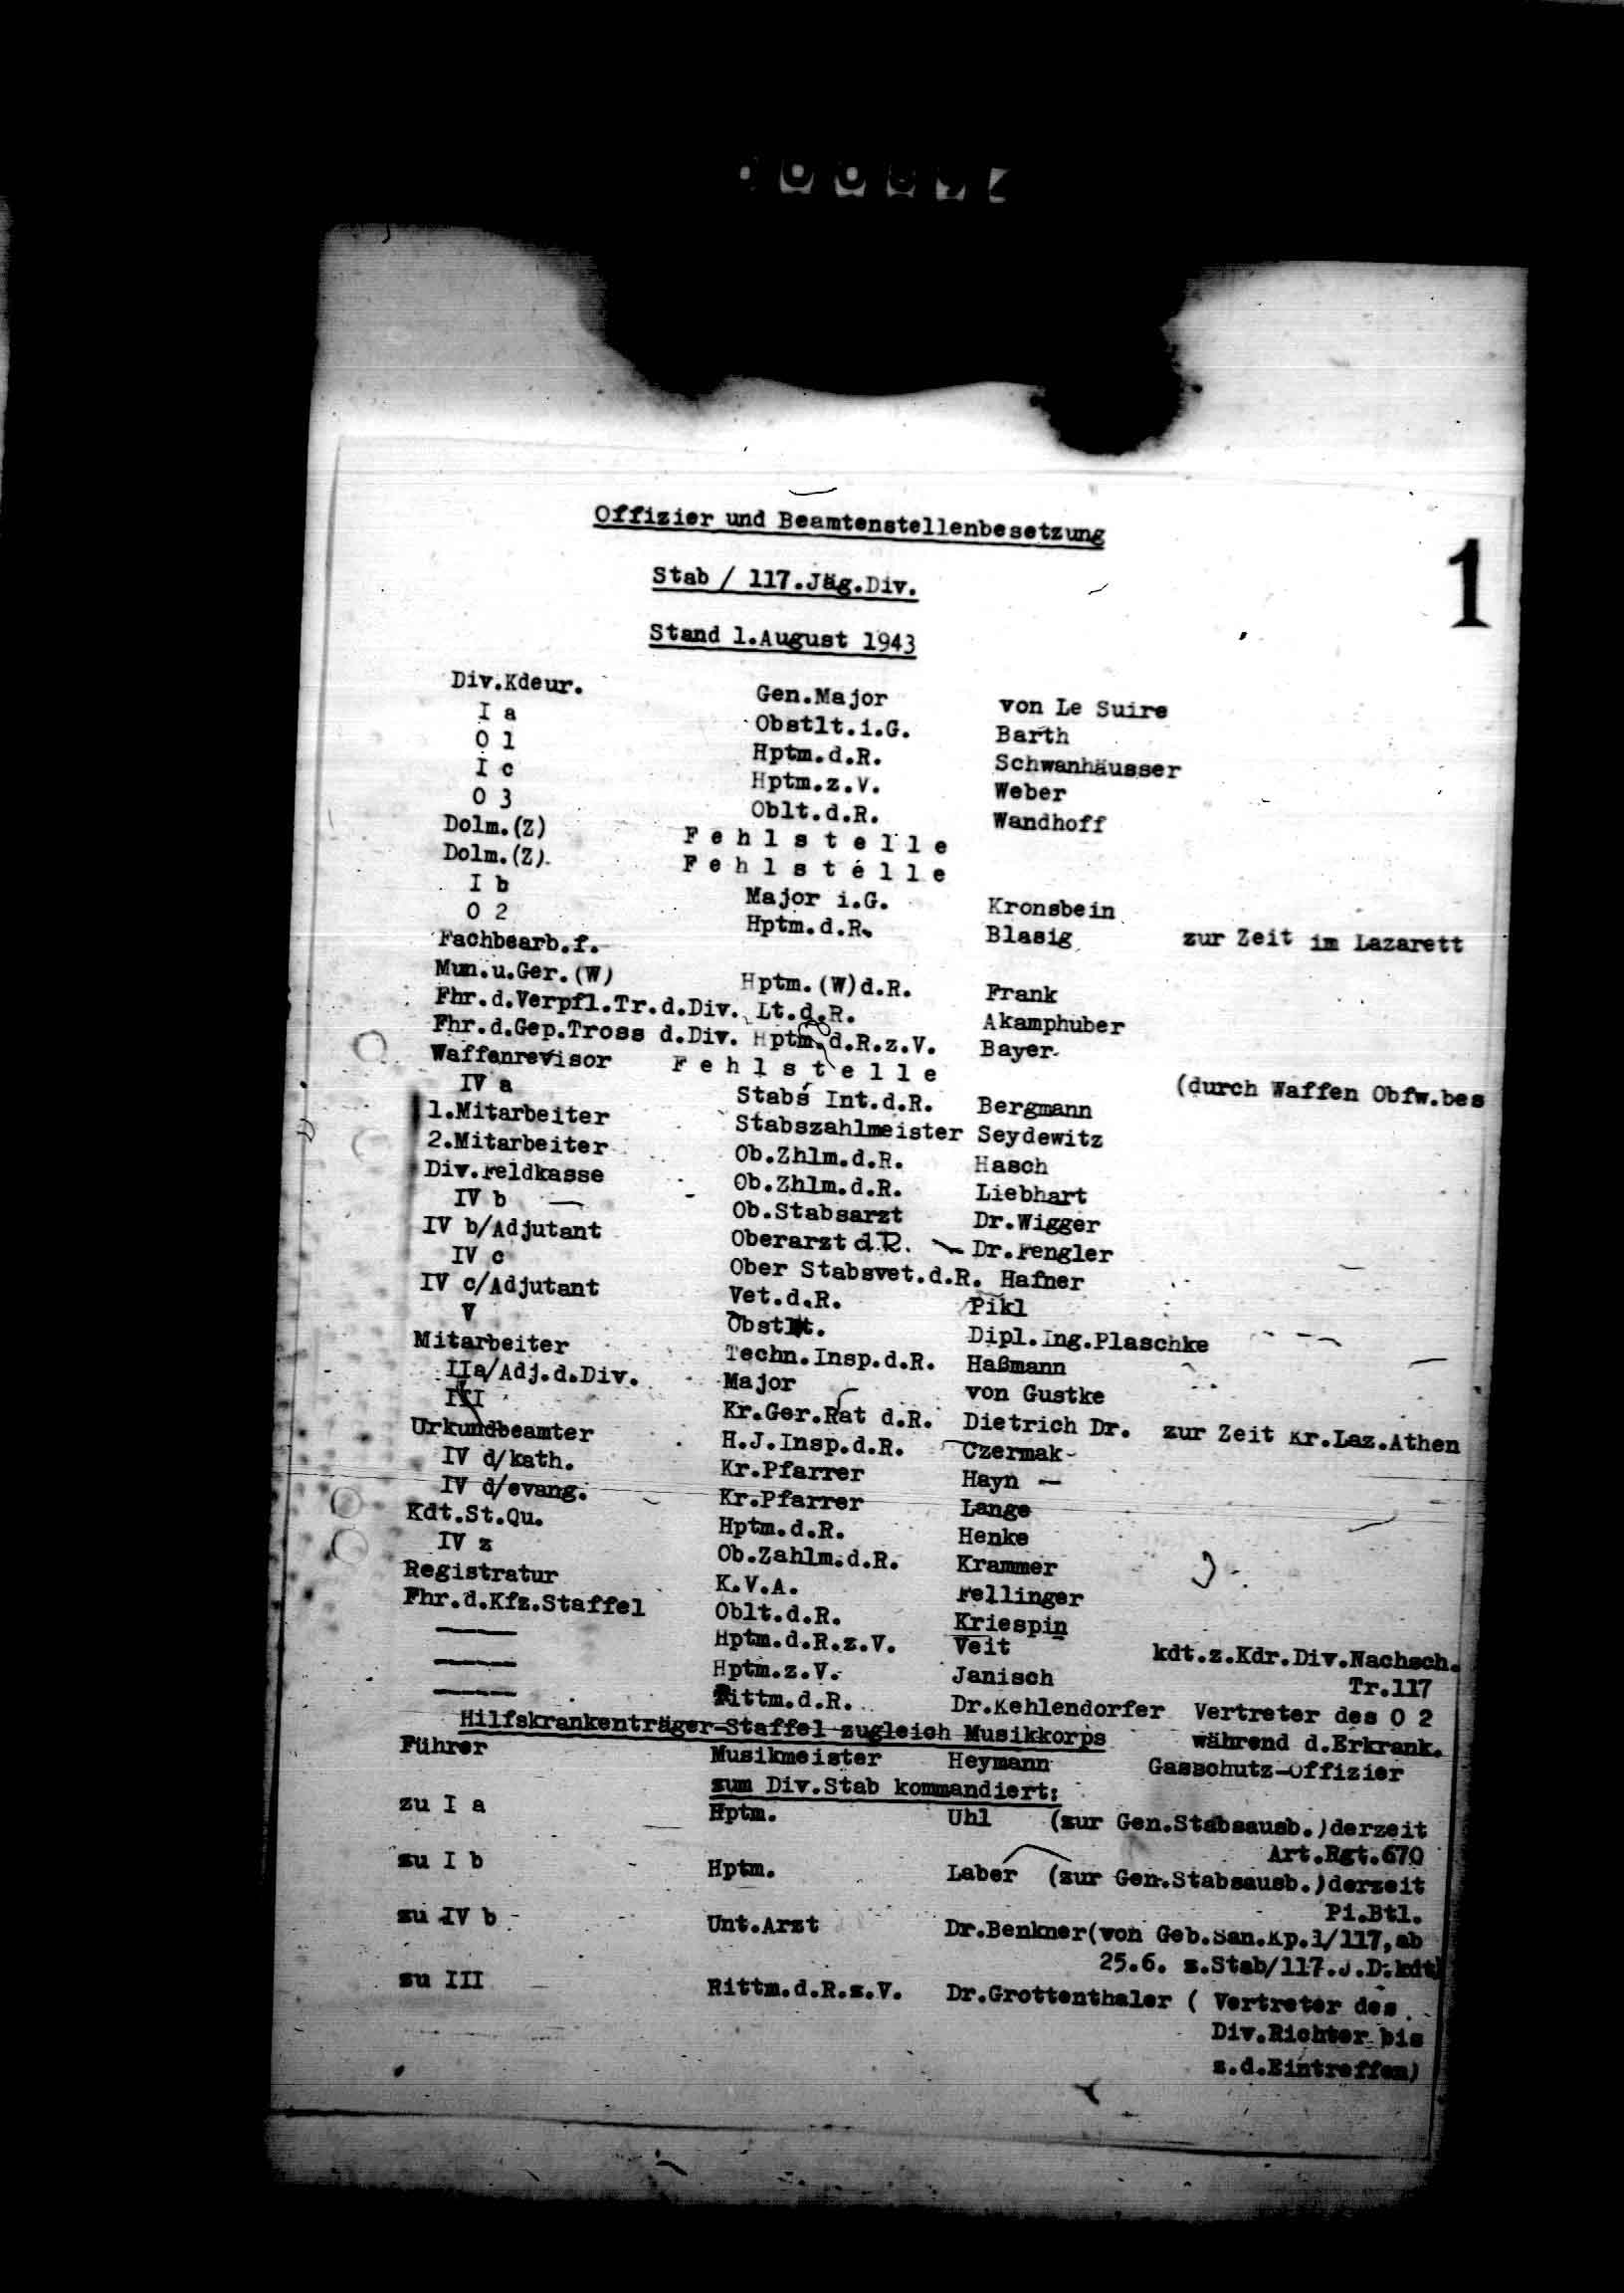 Offizier und Beamtenstellenbesetzung
1
Stab / 117.Jäg.Div.
Stand 1.August 1943
Div.Kdeur. Gen.Major von Le Suire
I a Obstlt.i.G. Barth
O 1 Hptm.d.R. Schwanhäusser
I c Hptm.z.V. Weber
O 3 Oblt.d.R. Wandhoff
Dolm.(Z) F e h l s t e l l e
Dolm.(Z). F e h l s t e l l e
I b Major i.G. Kronsbein
O 2 Hptm.d.R. Blasig zur Zeit im Lazarett
Fachbearb.f.
Mun.u.Ger.(W) Hptm.(W)d.R. Frank
Fhr.d.Verpfl.Tr.d.Div. Lt.d.R. Akamphuber
Fhr.d.Gep.Tross d.Div. Hptm.d.R.z.V. Bayer
Waffenrevisor F e h l s t e l l e (durch Waffen Obfw.bes
IV a Stabs Int.d.R. Bergmann
1.Mitarbeiter Stabszahlmeister Seydewitz
2.Mitarbeiter Ob.Zhlm.d.R. Hasch
Div.Feldkasse Ob.Zhlm.d.R. Liebhart
IV b Ob.Stabsarzt Dr.Wigger
IV b/Adjutant Oberarzt d.R. Dr.Fengler
IV c Ober Stabsvet.d.R. Hafner
IV c/Adjutant Vet.d.R. Pikl
V Obstlt. Dipl.Ing.Plaschke
Mitarbeiter Techn.Insp.d.R. Haßmann
IIa/Adj.d.Div. Major von Gustke
III Kr.Ger.Rat d.R. Dietrich Dr. zur Zeit Kr.Laz.Athen
Urkundbeamter H.J.Insp.d.R. Czermak
IV d/kath. Kr.Pfarrer Hayn
IV d/evang. Kr.Pfarrer Lange
Kdt.St.Qu. Hptm.d.R. Henke
IV z Ob.Zahlm.d.R. Krammer
Registratur K.V.A. Fellinger
Fhr.d.Kfz.Staffel Oblt.d.R. Kriespin
Hptm.d.R.z.V. Veit kdt.z.Kdr.Div.Nachsch.
Tr.117
Hptm.z.V. Janisch
Rittm.d.R. Dr.Kehlendorfer Vertreter des O 2
während d.Erkrank.
Hilfskrankenträger-Staffel zugleich Musikkorps
Führer Musikmeister Heymann Gasschutz-Offizier
zum Div.Stab kommandiert:
zu I a Hptm. Uhl (zur Gen.Stabsausb.)derzeit
Art.Rgt.670
zu I b Hptm. Laber (zur Gen.Stabsausb.)derzeit
Pi.Btl.
zu IV b Unt.Arzt Dr.Benkner(von Geb.San.Kp.1/117,ab
25.6. z.Stab/117.J.D.kdt)
zu III Rittm.d.R.z.V. Dr.Grottenthaler ( Vertreter des
Div.Richter bis
z.d.Eintreffen)